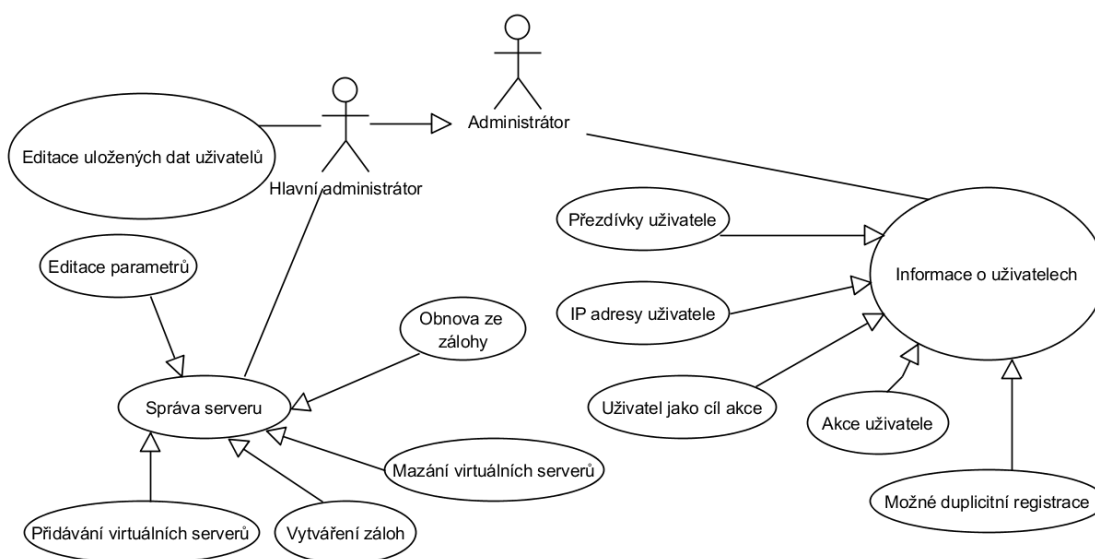 Administrátor
Editace uložených dat uživatelů
Hlavní administrátor
Přezdívky uživatele
Editace parametrů
Informace o uživatelech
IP adresy uživatele
Obnova ze
zálohy
Správa serveru
Uživatel jako cíl akce
Akce uživatele
Mazání virtuálních serverů
Možné duplicitní registrace
Přidávání virtuálních serverů
Vytváření záloh